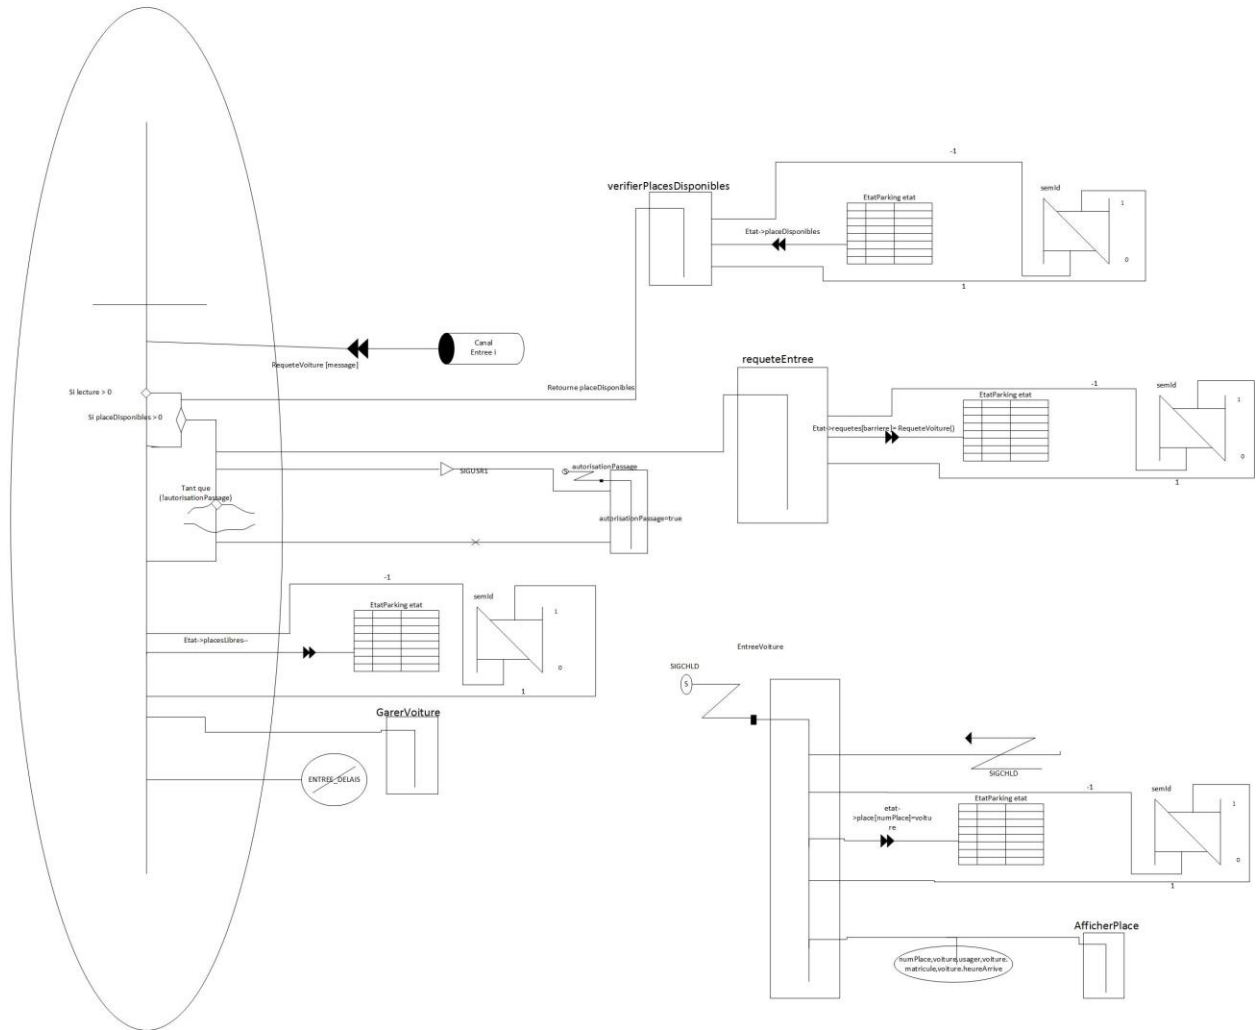 -1
verifierPlacesDisponibles
semId
EtatParking etat
1
Etat->placeDisponibles
0
1
Canal
Entree i
RequeteVoiture [message]
requeteEntree
Si lecture > 0
Retourne placeDisponibles
-1
semId
EtatParking etat
1
Si placeDisponibles > 0
Etat->requetes[barriere]= RequeteVoiture()
0
SIGUSR1
S
autorisationPassage
1
Tant que
(!autorisationPassage)
autorisationPassage=true
-1
semId
EtatParking etat
1
Etat->placesLibres--
0
1
EntreeVoiture
SIGCHLD
S
GarerVoiture
ENTREE_DELAIS
SIGCHLD
-1
semId
EtatParking etat
1
etat-
>place[numPlace]=voitu
re
0
1
AfficherPlace
numPlace,voiture.usager,voiture.
matricule,voiture.heureArrive